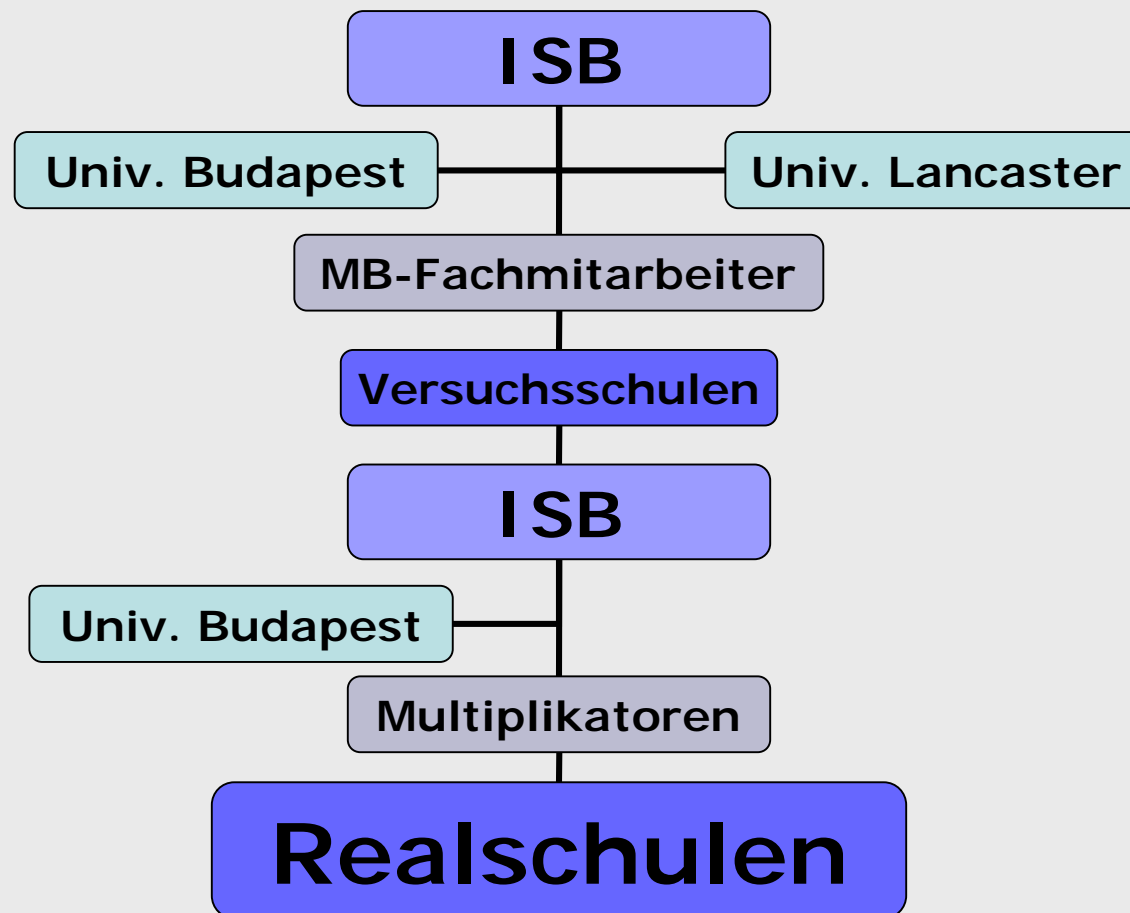 ISB
Univ. Budapest
Univ. Lancaster
MB-Fachmitarbeiter
Versuchsschulen
ISB
Univ. Budapest
Multiplikatoren
Realschulen